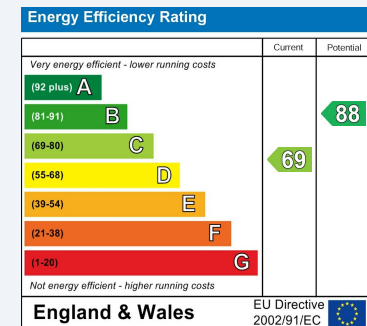 Energy Efficiency Rating
Current Potential
Very energy efficient - lower running costs
(92 plus) A
(81-91) B
88
(69-80) C
69
(55-68) D
(39-54) E
(21-38) F
(1-20) G
Not energy efficient - higher running costs
England & Wales
EU Directive
2002/91/EC